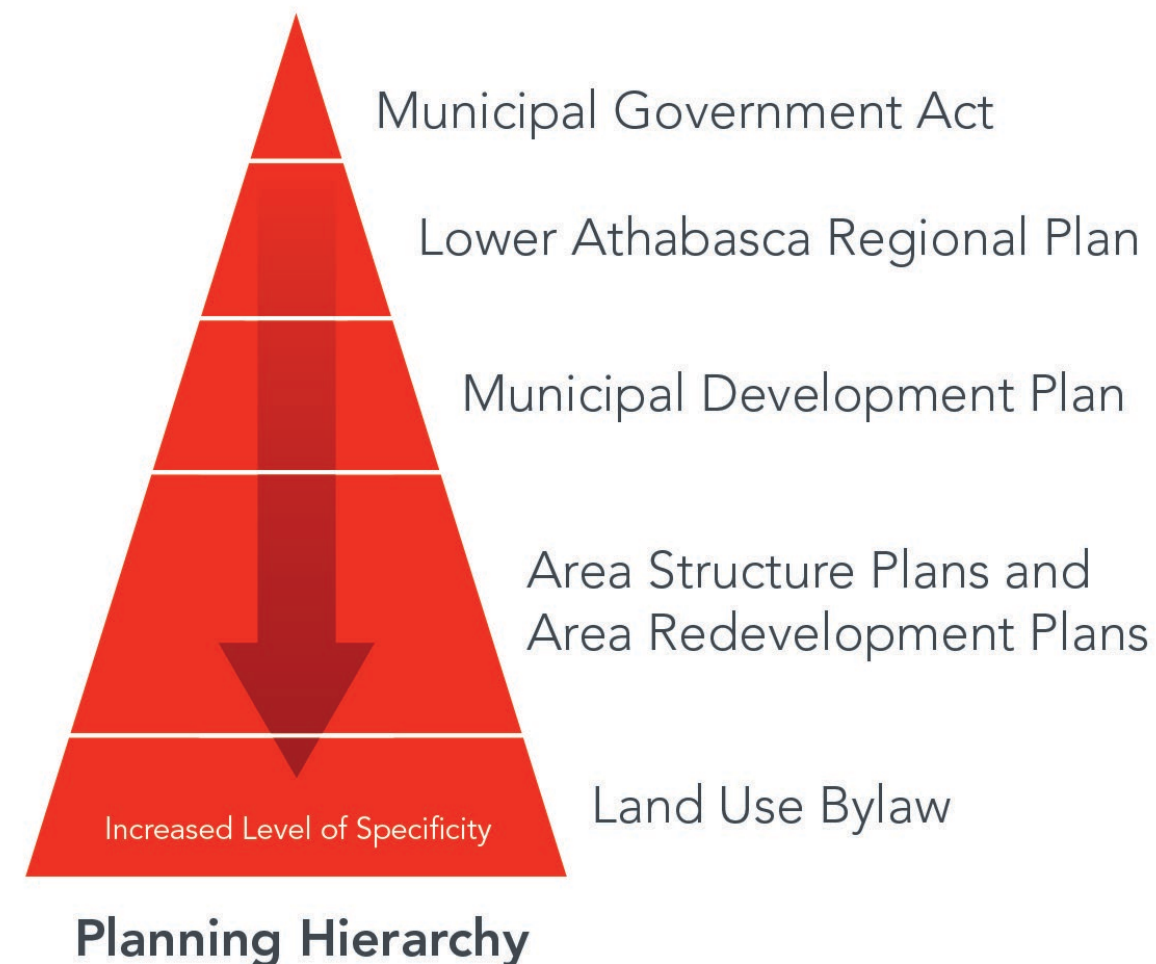 Municipal Government Act
Lower Athabasca Regional Plan
Municipal Development Plan
Area Structure Plans and
Area Redevelopment Plans
Land Use Bylaw
Increased Level of Specificity
Planning Hierarchy